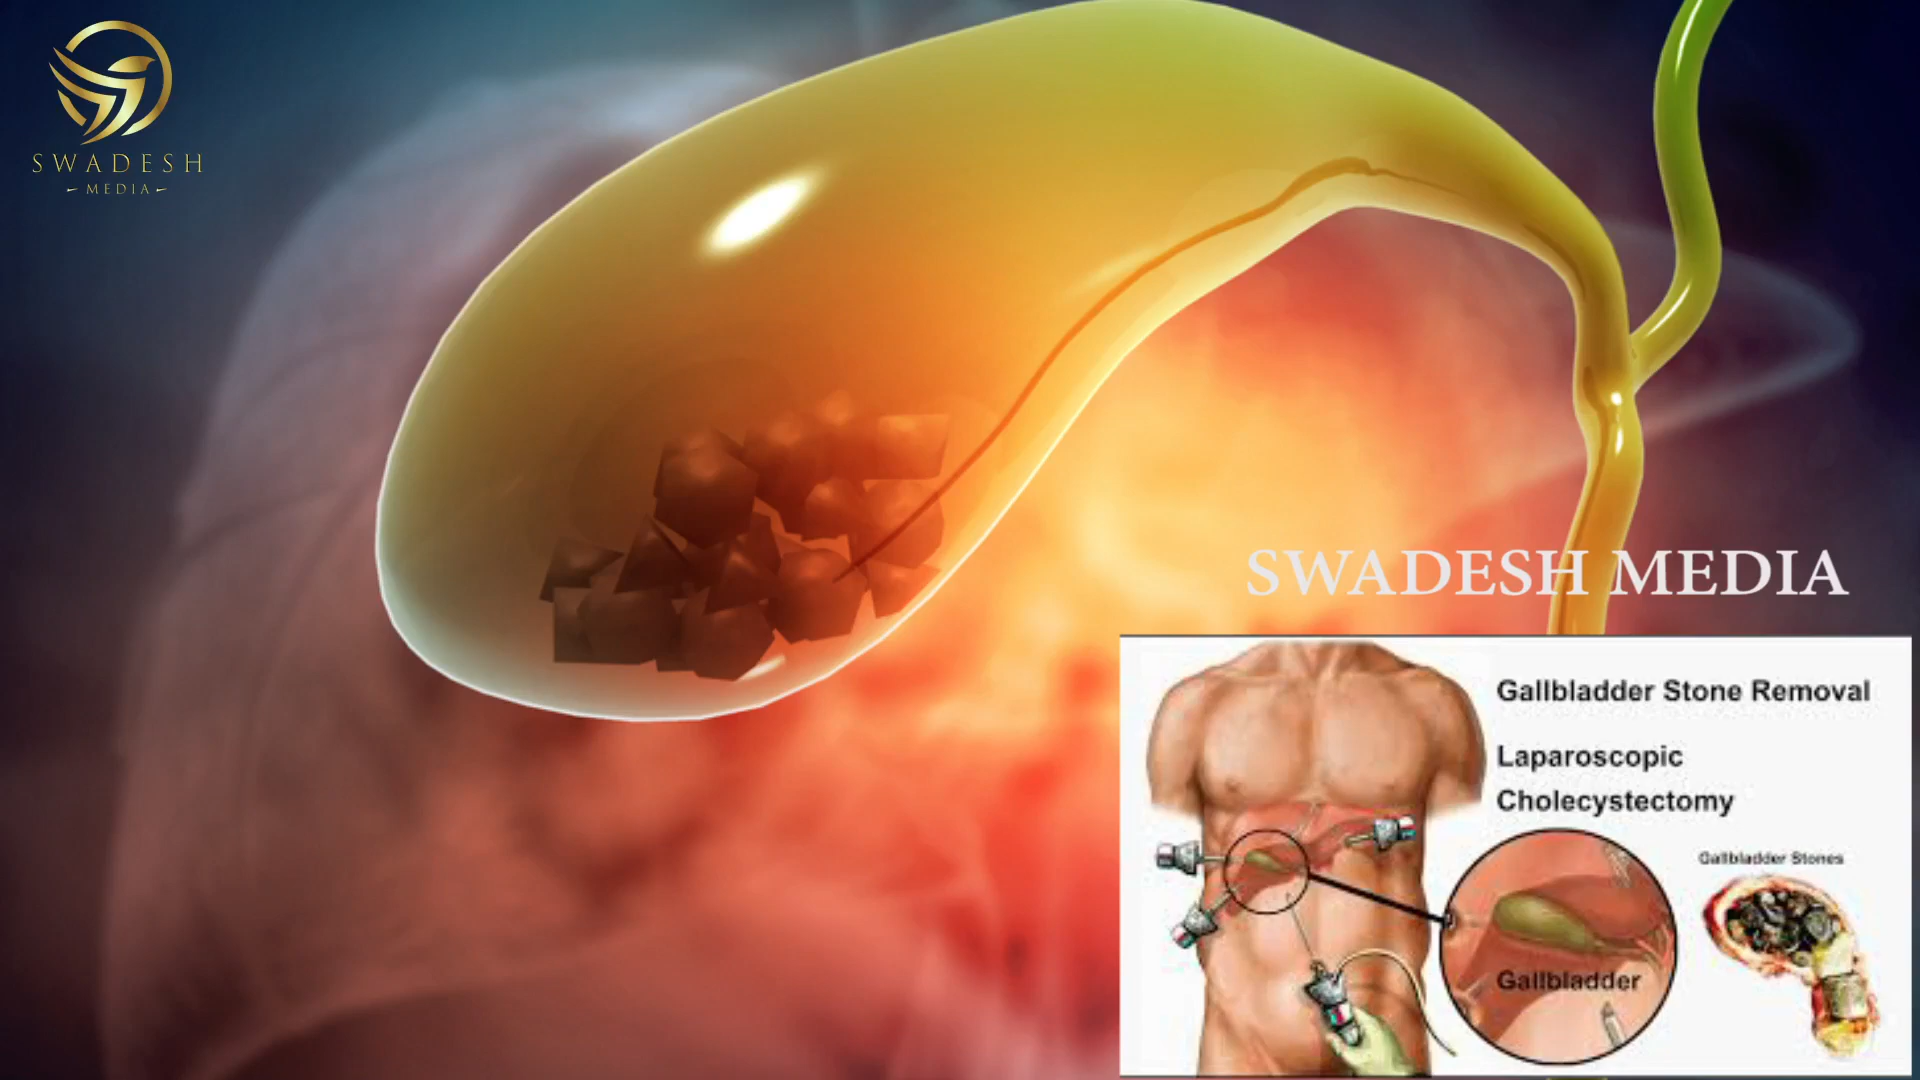 SWADESH
MEDIA
SWADESH MEDIA
Gallbladder Stone Removal
Laparoscopic
Cholecystectomy
Gallbladder Stones
Gallbladder